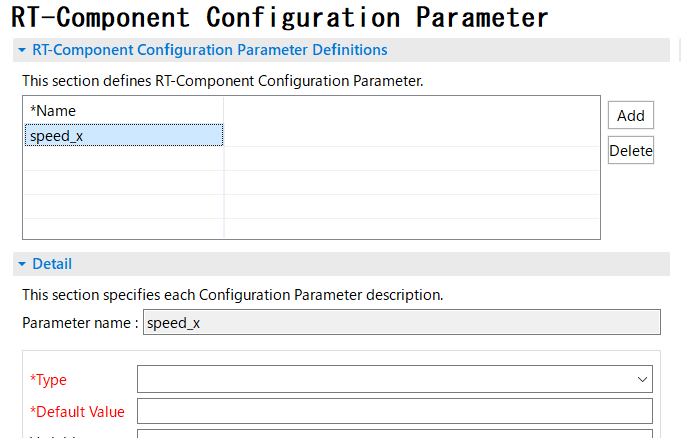 RT-Component Configuration Parameter
RT-Component Configuration Parameter Definitions
This section defines RT-Component Configuration Parameter.
*Name
speed_x
Add
Delete
Detail
This section specifies each Configuration Parameter description.
Parameter name : speed_x
*Type
*Default Value